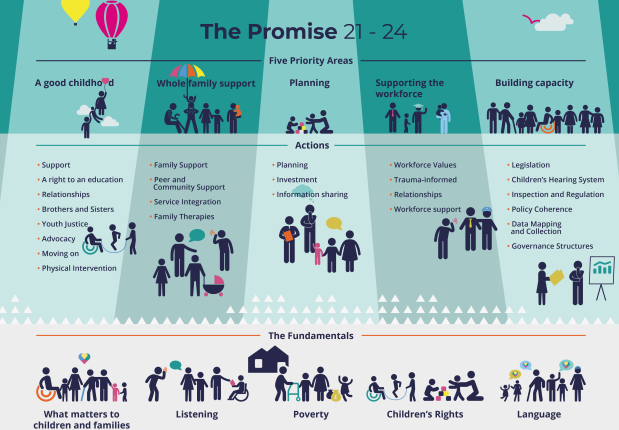 The Promise 21 - 24
Five Priority Areas
A good childhood
Whole family support
Planning
Supporting the
workforce
Building capacity
Actions
• Support
• A right to an education
• Relationships
• Brothers and Sisters
• Youth Justice
• Advocacy
• Moving on
• Physical Intervention
• Family Support
• Peer and
Community Support
• Service Integration
• Family Therapies
• Planning
• Investment
• Information sharing
• Workforce Values
• Trauma-informed
• Relationships
• Workforce support
• Legislation
• Children's Hearing System
• Inspection and Regulation
• Policy Coherence
• Data Mapping
and Collection
• Governance Structures
The Fundamentals
What matters to
children and families
Listening
Poverty
Children's Rights
Language